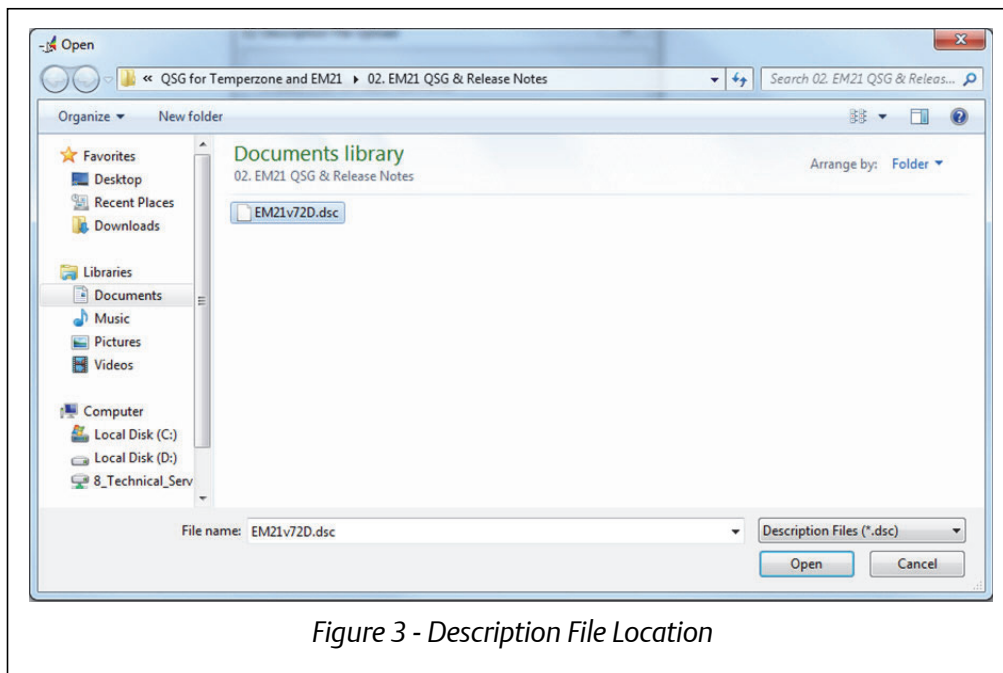 Open
« QSG for Temperzone and EM21 ▸ 02. EM21 QSG & Release Notes
Search 02. EM21 QSG & Releas...
Organize
New folder
Favorites
Desktop
Recent Places
Downloads
Libraries
Documents
Music
Pictures
Videos
Computer
Local Disk (C:)
Local Disk (D:)
8_Technical_Serv
Documents library
02. EM21 QSG & Release Notes
Arrange by: Folder
EM21v72D.dsc
File name: EM21v72D.dsc
Description Files (*.dsc)
Open
Cancel
Figure 3 - Description File Location